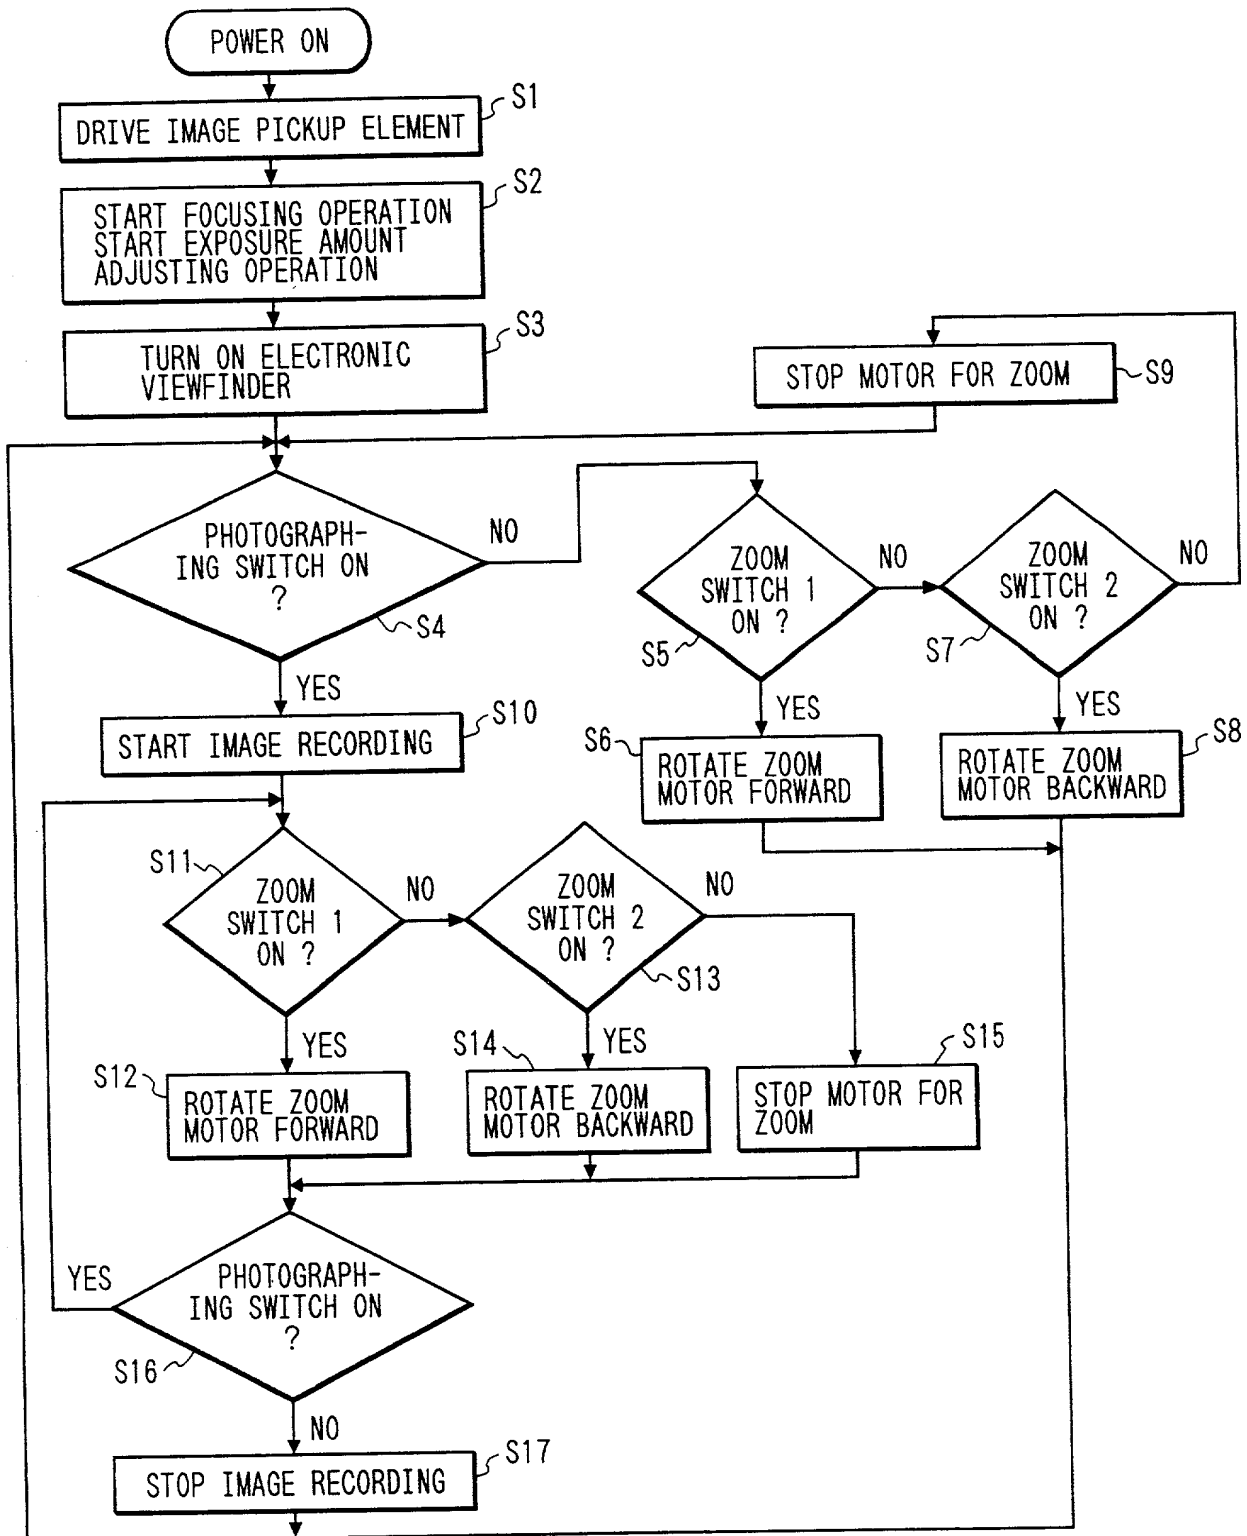 POWER ON
S1
DRIVE IMAGE PICKUP ELEMENT
S2
START FOCUSING OPERATION
START EXPOSURE AMOUNT
ADJUSTING OPERATION
S3
TURN ON ELECTRONIC
VIEWFINDER
STOP MOTOR FOR ZOOM
S9
PHOTOGRAPH-
ING SWITCH ON
?
NO
S4
ZOOM
SWITCH 1
ON ?
NO
S5
ZOOM
SWITCH 2
ON ?
NO
S7
YES
YES
YES
S10
START IMAGE RECORDING
S6
ROTATE ZOOM
MOTOR FORWARD
S8
ROTATE ZOOM
MOTOR BACKWARD
S11
ZOOM
SWITCH 1
ON ?
NO
ZOOM
SWITCH 2
ON ?
NO
S13
YES
YES
S12
ROTATE ZOOM
MOTOR FORWARD
S14
ROTATE ZOOM
MOTOR BACKWARD
S15
STOP MOTOR FOR
ZOOM
YES
PHOTOGRAPH-
ING SWITCH ON
?
S16
NO
S17
STOP IMAGE RECORDING